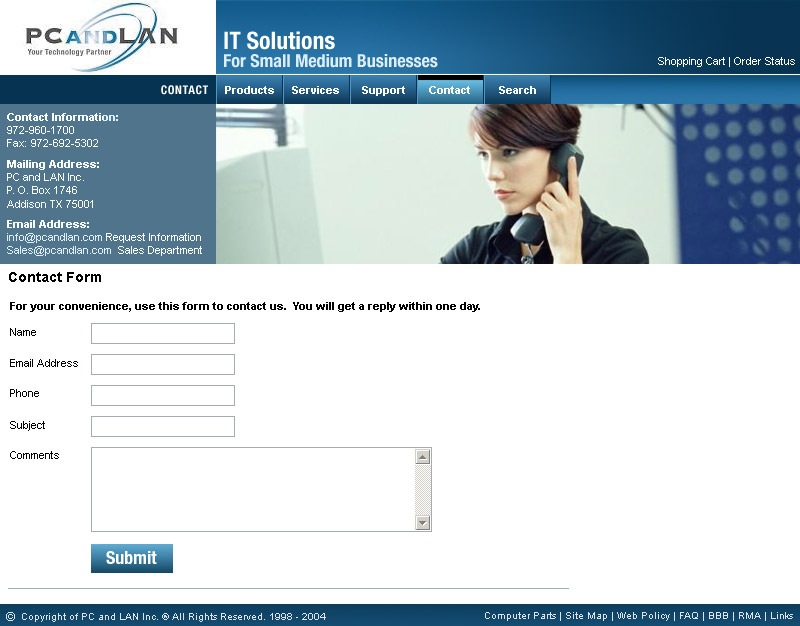 PC AND LAN
Your Technology Partner
IT Solutions
For Small Medium Businesses
Shopping Cart | Order Status
CONTACT
Products
Services
Support
Contact
Search
Contact Information:
972-960-1700
Fax: 972-692-5302
Mailing Address:
PC and LAN Inc.
P. O. Box 1746
Addison TX 75001
Email Address:
info@pcandlan.com Request Information
Sales@pcandlan.com Sales Department
Contact Form
For your convenience, use this form to contact us. You will get a reply within one day.
Name
Email Address
Phone
Subject
Comments
Submit
© Copyright of PC and LAN Inc. ® All Rights Reserved. 1998 - 2004
Computer Parts | Site Map | Web Policy | FAQ | BBB | RMA | Links